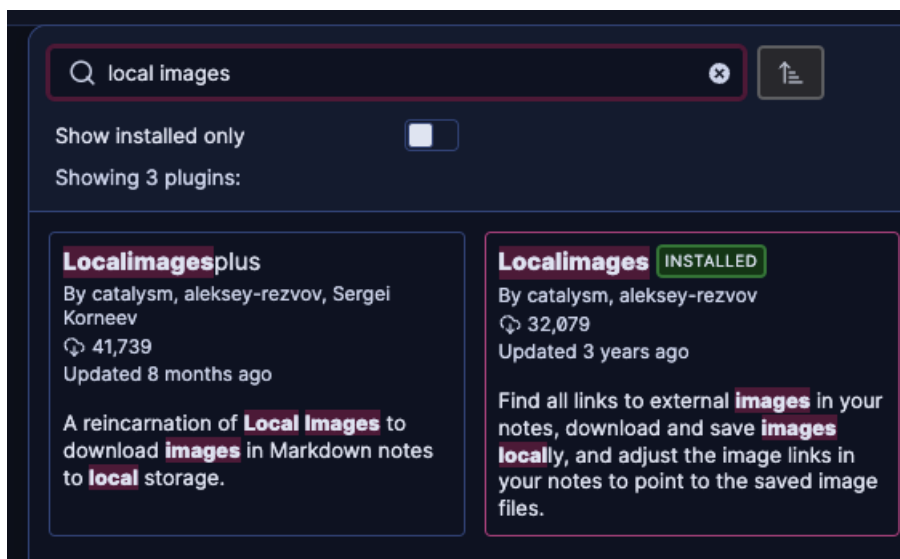 local images
Show installed only
Showing 3 plugins:
Localimagesplus
By catalysm, aleksey-rezvov, Sergei
Korneev
41,739
Updated 8 months ago
A reincarnation of Local Images to
download images in Markdown notes
to local storage.
Localimages INSTALLED
By catalysm, aleksey-rezvov
32,079
Updated 3 years ago
Find all links to external images in your
notes, download and save images
locally, and adjust the image links in
your notes to point to the saved image
files.